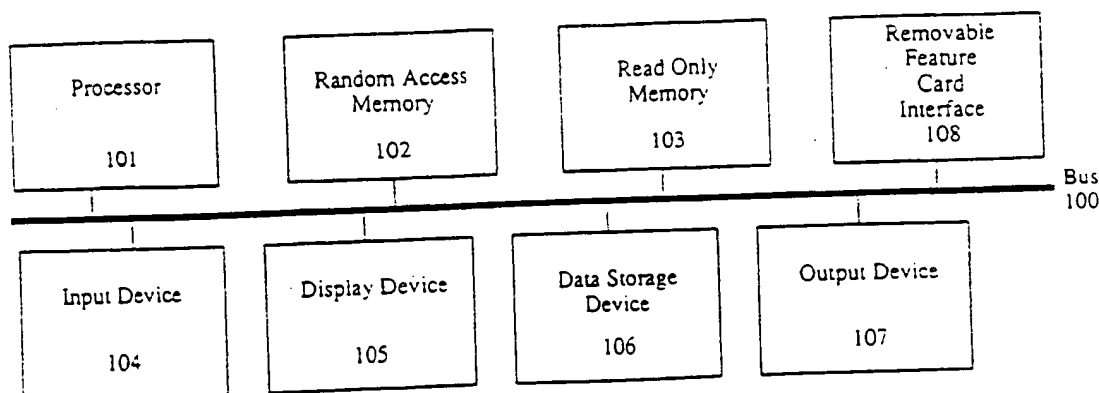 Processor
101
Random Access
Memory
102
Read Only
Memory
103
Removable
Feature
Card
Interface
108
Bus
100
Input Device
104
Display Device
105
Data Storage
Device
106
Output Device
107